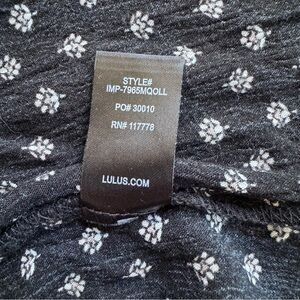 STYLE#
IMP-7965MQOLL
PO# 30010
RN# 117778
LULUS.COM